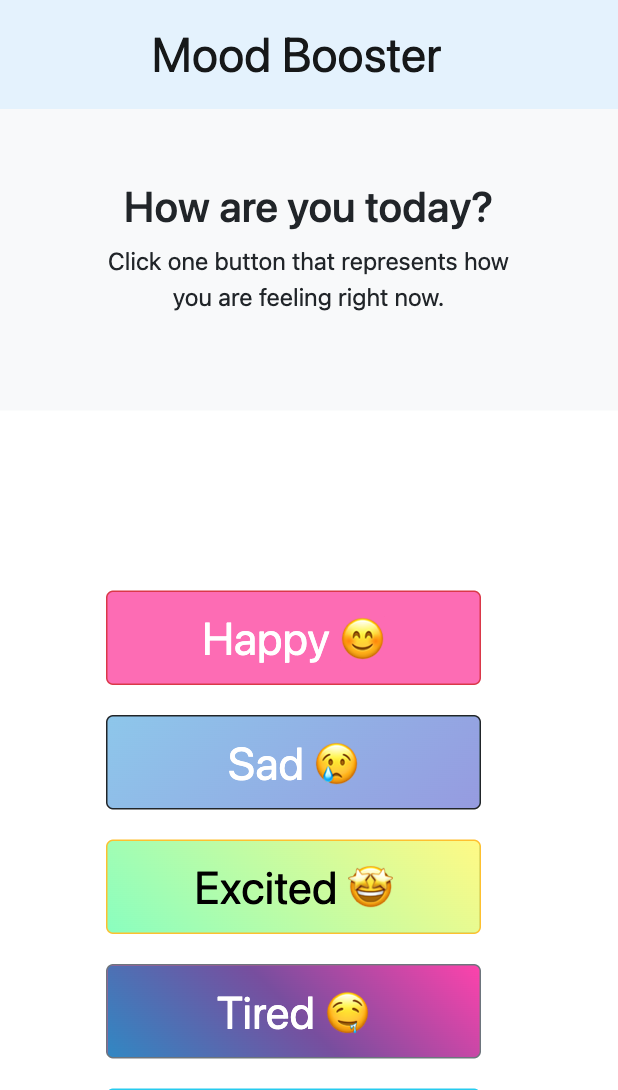 Mood Booster
How are you today?
Click one button that represents how
you are feeling right now.
Happy 😊
Sad 😢
Excited 🤩
Tired 🤤